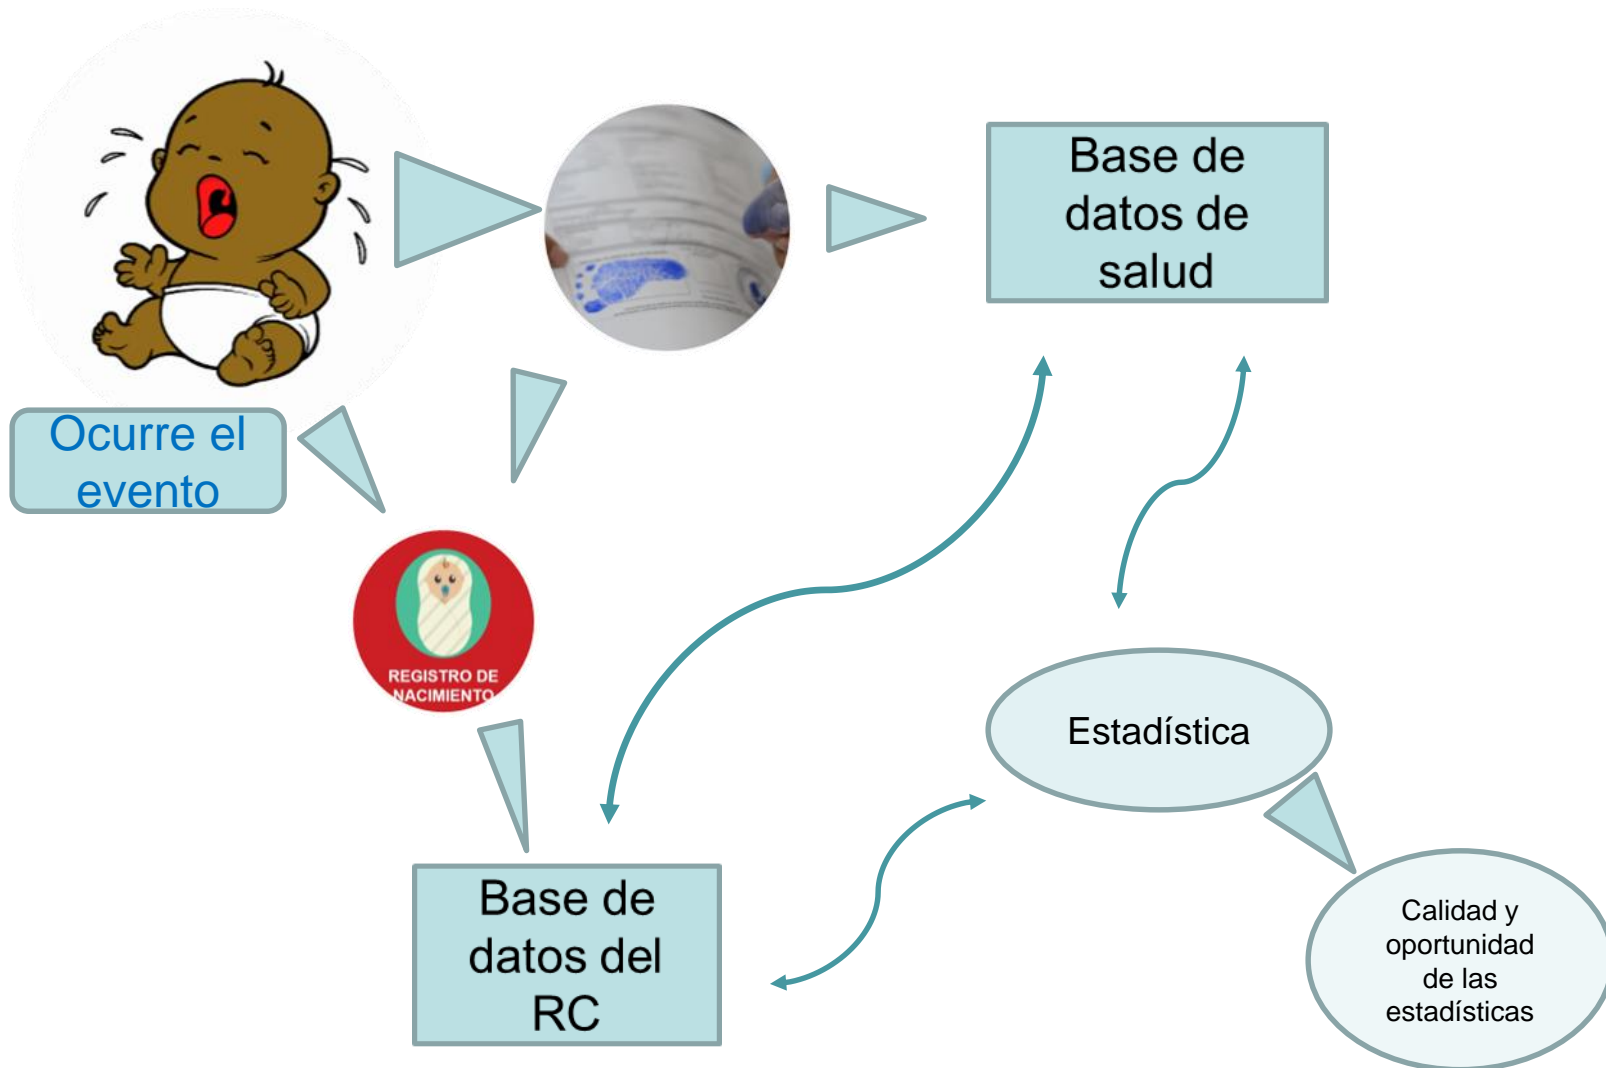 Base de
datos de
salud
Ocurre el
evento
REGISTRO DE
NACIMIENTO
Estadística
Base de
datos del
RC
Calidad y
oportunidad
de las
estadísticas